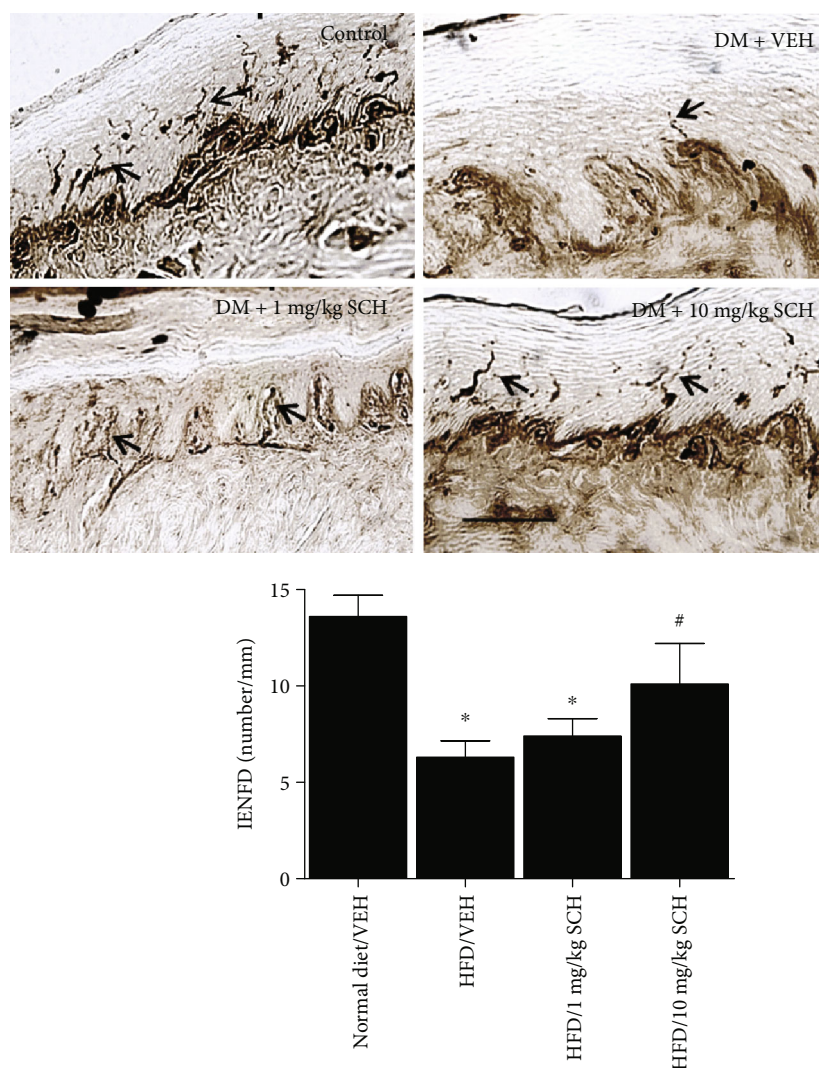 Control
DM + VEH
DM + 1 mg/kg SCH
DM + 10 mg/kg SCH
15
10
5
0
IENFD (number/mm)
*
*
#
Normal diet/VEH
HFD/VEH
HFD/1 mg/kg SCH
HFD/10 mg/kg SCH